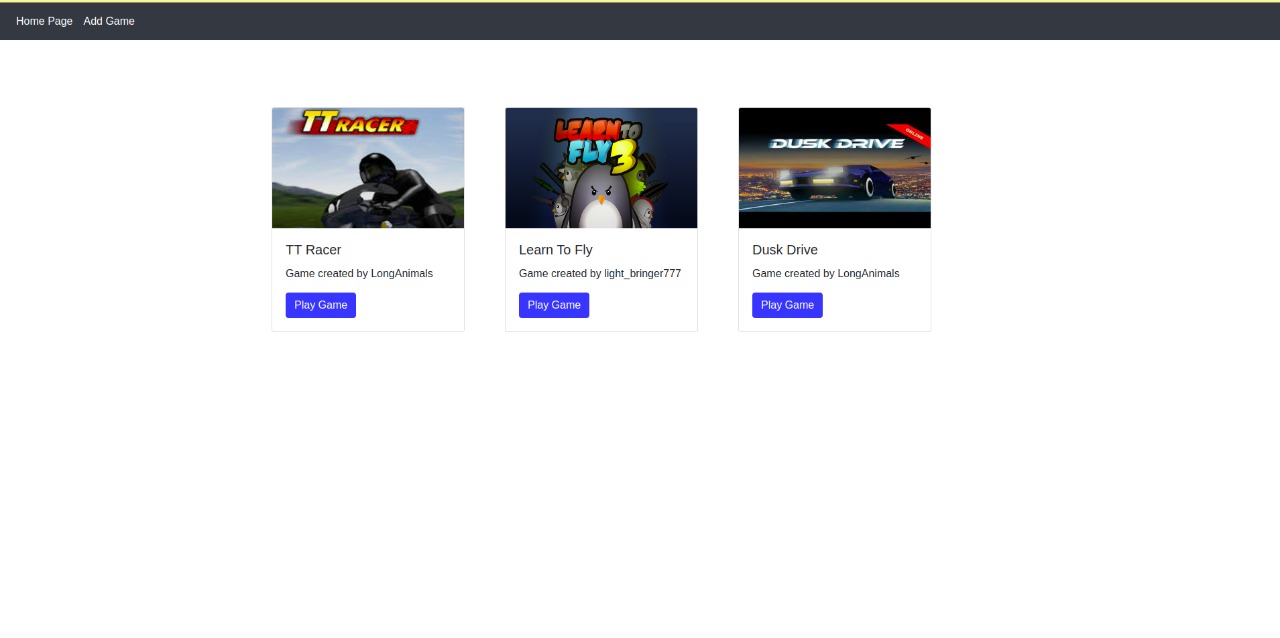 Home Page Add Game
TT RACER
LEARN TO
FLY 3
ONLINE
DUSK DRIVE
TT Racer
Game created by LongAnimals
Play Game
Learn To Fly
Game created by light_bringer777
Play Game
Dusk Drive
Game created by LongAnimals
Play Game